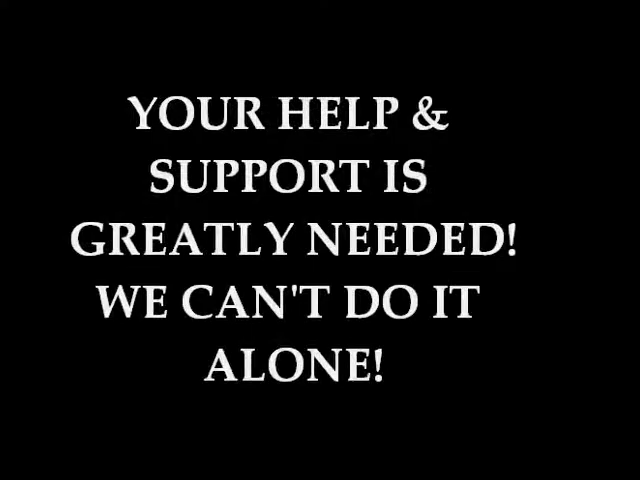 YOUR HELP &
SUPPORT IS
GREATLY NEEDED!
WE CAN'T DO IT
ALONE!